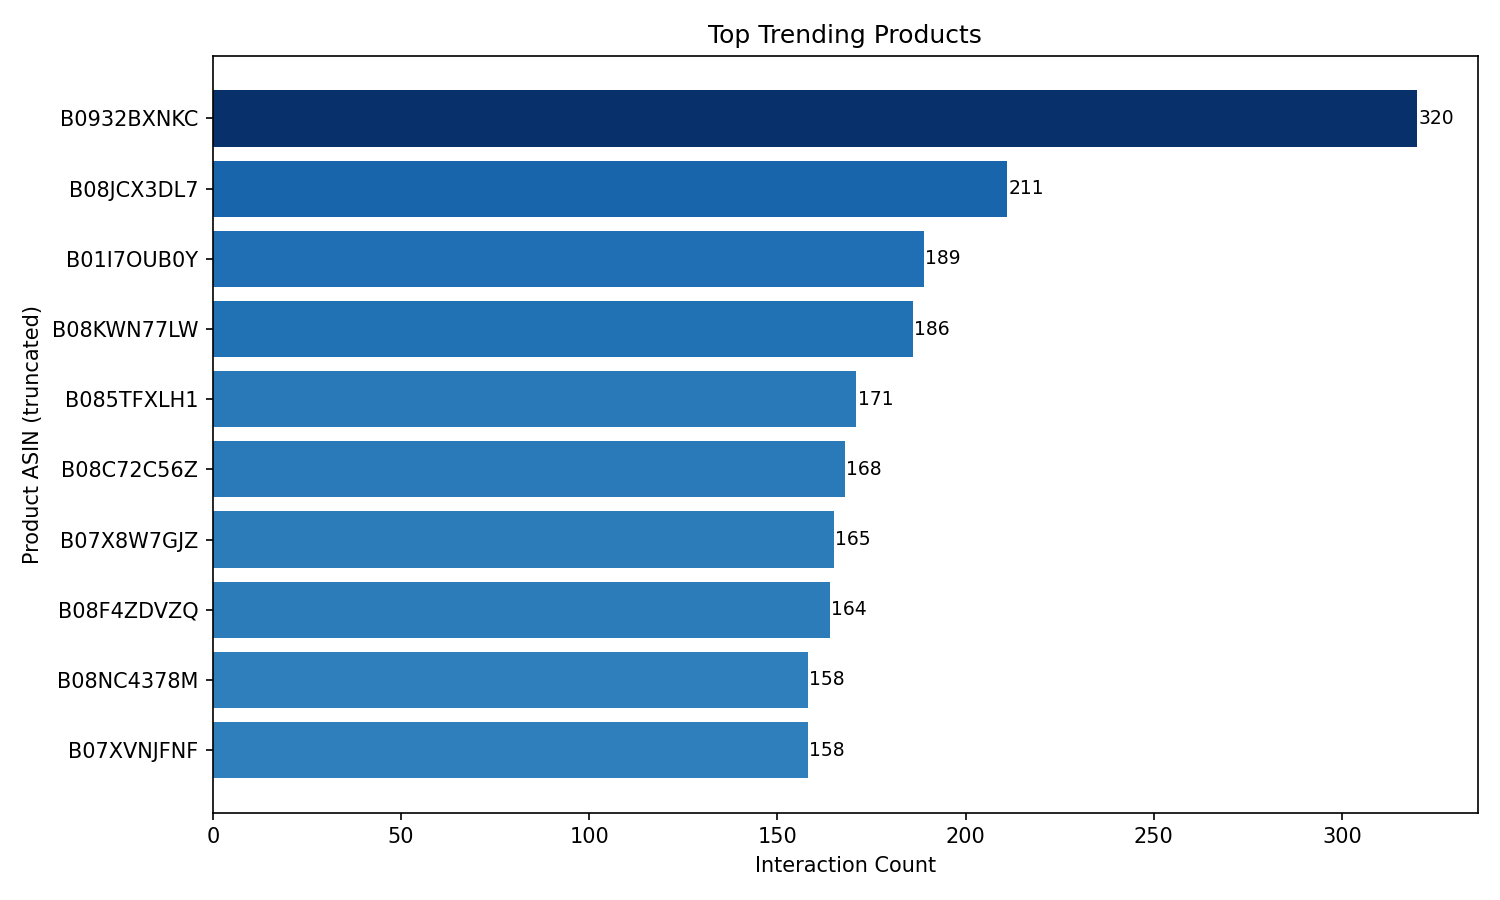 Top Trending Products
B0932BXNKC 320
B08JCX3DL7 211
B01I7OUB0Y 189
B08KWN77LW 186
B085TFXLH1 171
B08C72C56Z 168
B07X8W7GJZ 165
B08F4ZDVZQ 164
B08NC4378M 158
B07XVNJFNF 158
Product ASIN (truncated)
0 50 100 150 200 250 300
Interaction Count